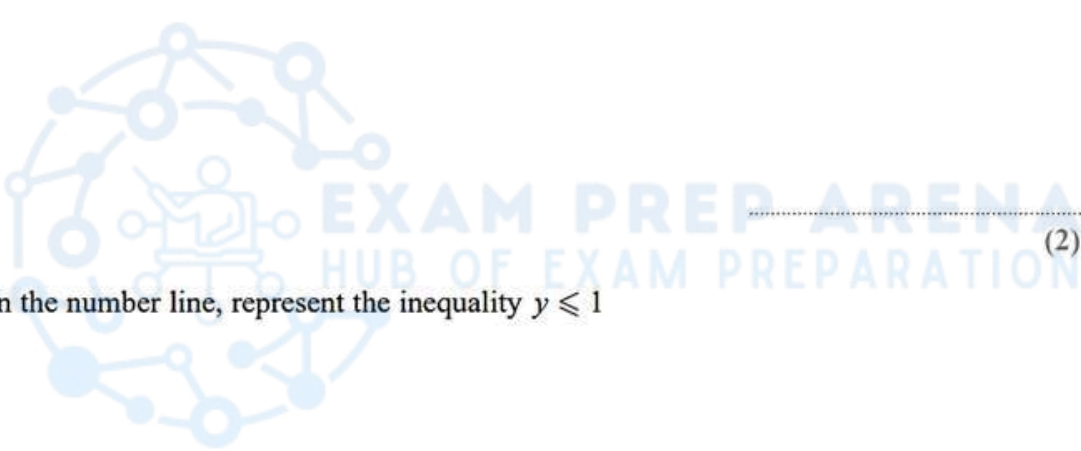 EXAM PREP ARENA
(2)
HUB OF EXAM PREPARATION
n the number line, represent the inequality y ⩽ 1